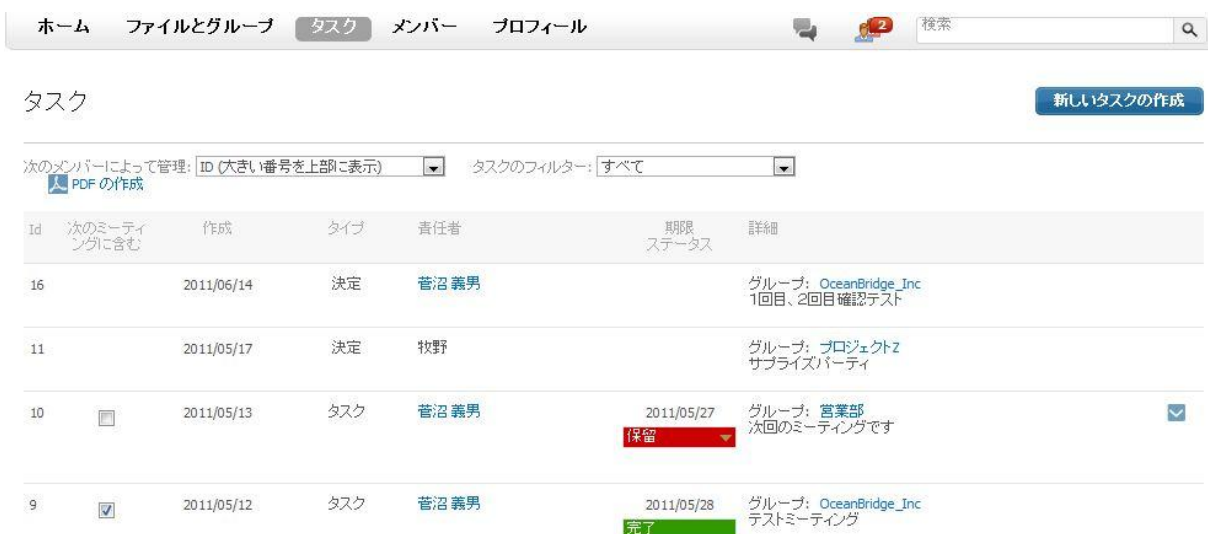 ホーム ファイルとグループ タスク メンバー プロフィール 2 検索
タスク 新しいタスクの作成
次のメンバーによって管理: ID (大きい番号を上部に表示) タスクのフィルター: すべて
PDF の作成
Id 次のミーティ 作成 タイプ 責任者 期限 詳細
ングに含む ステータス
16 2011/06/14 決定 菅沼 義男 グループ: OceanBridge_Inc
1回目、2回目確認テスト
11 2011/05/17 決定 牧野 グループ: プロジェクトZ
サプライズパーティ
10 2011/05/13 タスク 菅沼 義男 2011/05/27 グループ: 営業部
保留 次回のミーティングです
9 2011/05/12 タスク 菅沼 義男 2011/05/28 グループ: OceanBridge_Inc
完了 テストミーティング